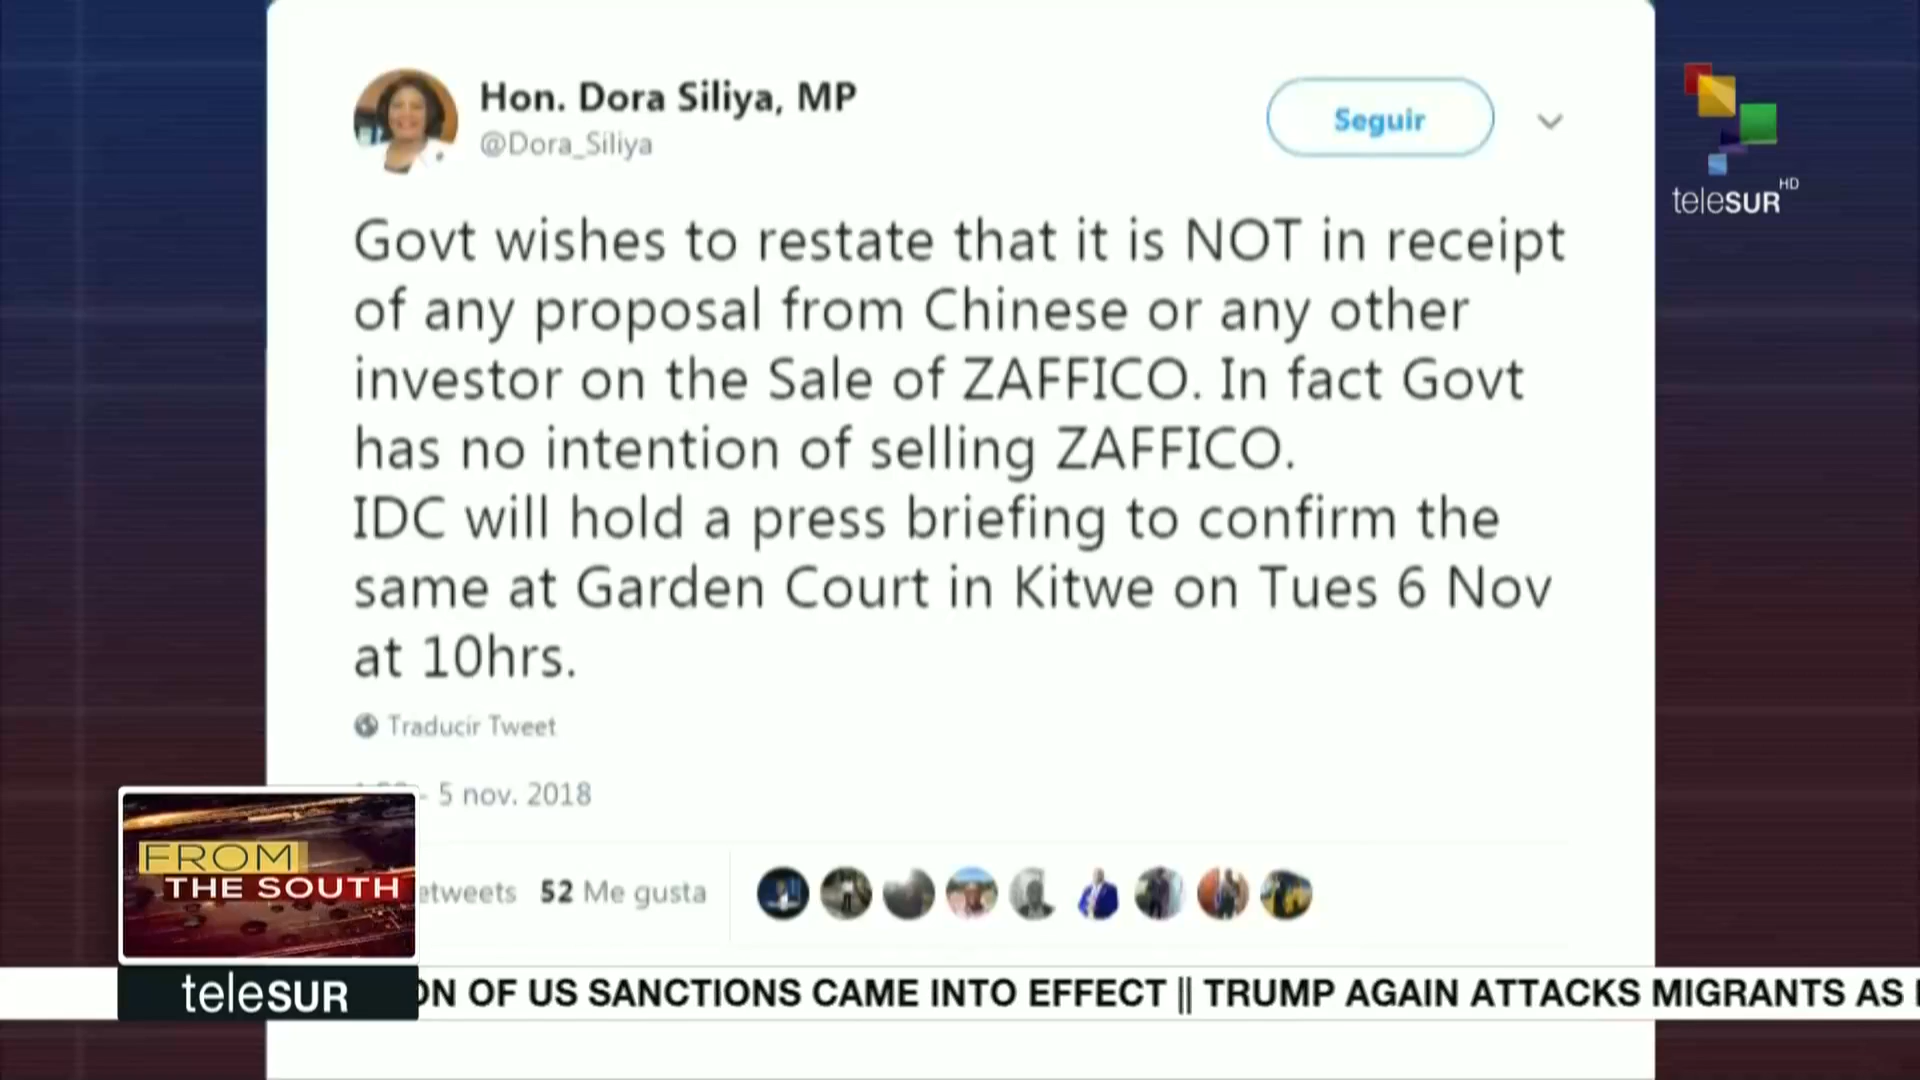 Hon. Dora Siliya, MP
@Dora_Siliya
Seguir
HD
teleSUR
Govt wishes to restate that it is NOT in receipt
of any proposal from Chinese or any other
investor on the Sale of ZAFFICO. In fact Govt
has no intention of selling ZAFFICO.
IDC will hold a press briefing to confirm the
same at Garden Court in Kitwe on Tues 6 Nov
at 10hrs.
Traducir Tweet
- 5 nov. 2018
FROM
THE SOUTH
etweets 52 Me gusta
teleSUR
ON OF US SANCTIONS CAME INTO EFFECT || TRUMP AGAIN ATTACKS MIGRANTS AS